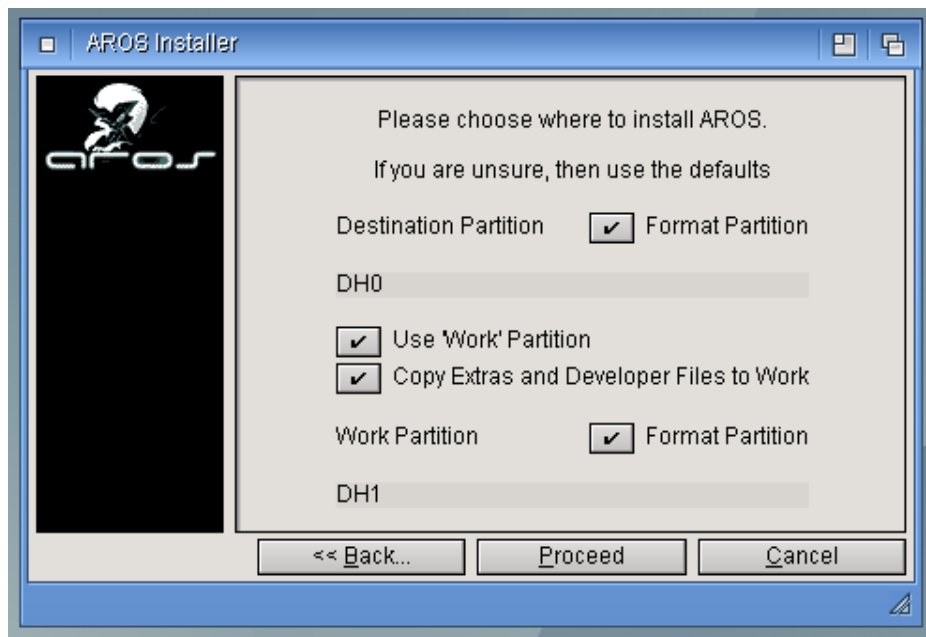 AROS Installer
aros
Please choose where to install AROS.
If you are unsure, then use the defaults
Destination Partition Format Partition
DH0
Use 'Work' Partition
Copy Extras and Developer Files to Work
Work Partition Format Partition
DH1
<< Back... Proceed Cancel